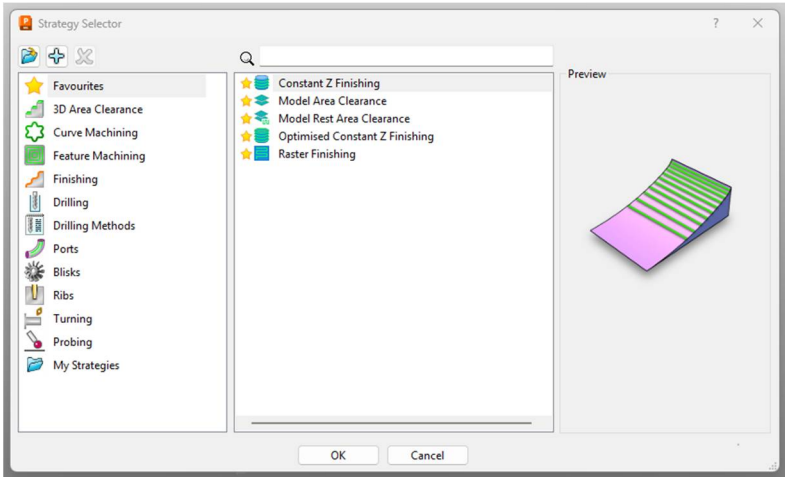 Strategy Selector
?
Favourites
3D Area Clearance
Curve Machining
Feature Machining
Finishing
Drilling
Drilling Methods
Ports
Blisks
Ribs
Turning
Probing
My Strategies
Constant Z Finishing
Model Area Clearance
Model Rest Area Clearance
Optimised Constant Z Finishing
Raster Finishing
Preview
OK
Cancel